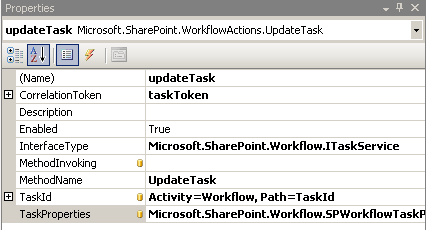 Properties
updateTask Microsoft.SharePoint.WorkflowActions.UpdateTask
(Name) updateTask
CorrelationToken taskToken
Description
Enabled True
InterfaceType Microsoft.SharePoint.Workflow.ITaskService
MethodInvoking
MethodName UpdateTask
TaskId Activity=Workflow, Path=TaskId
TaskProperties Microsoft.SharePoint.Workflow.SPWorkflowTaskP